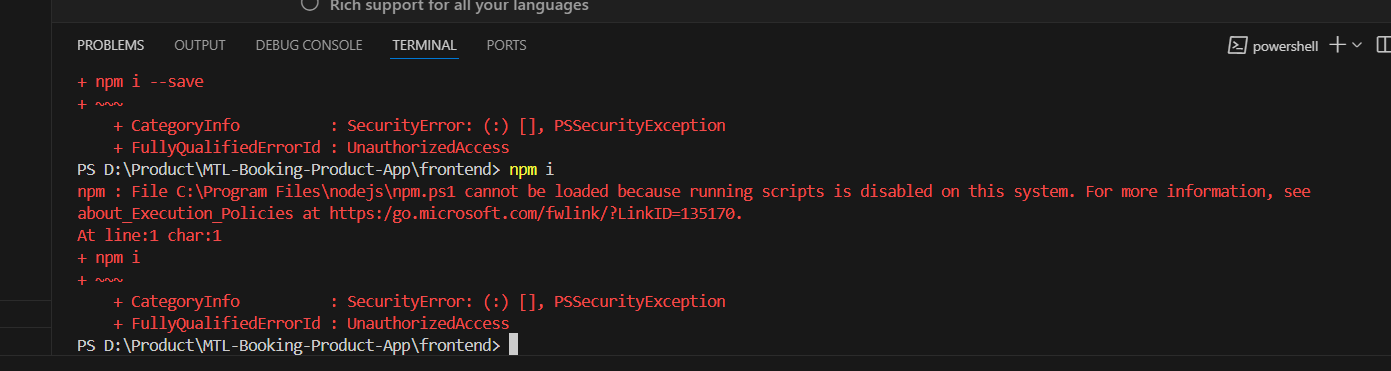 Rich support for all your languages
PROBLEMS OUTPUT DEBUG CONSOLE TERMINAL PORTS powershell
+ npm i --save
+ ~~~
    + CategoryInfo          : SecurityError: (:) [], PSSecurityException
    + FullyQualifiedErrorId : UnauthorizedAccess
PS D:\Product\MTL-Booking-Product-App\frontend> npm i
npm : File C:\Program Files\nodejs\npm.ps1 cannot be loaded because running scripts is disabled on this system. For more information, see
about_Execution_Policies at https:/go.microsoft.com/fwlink/?LinkID=135170.
At line:1 char:1
+ npm i
+ ~~~
    + CategoryInfo          : SecurityError: (:) [], PSSecurityException
    + FullyQualifiedErrorId : UnauthorizedAccess
PS D:\Product\MTL-Booking-Product-App\frontend>